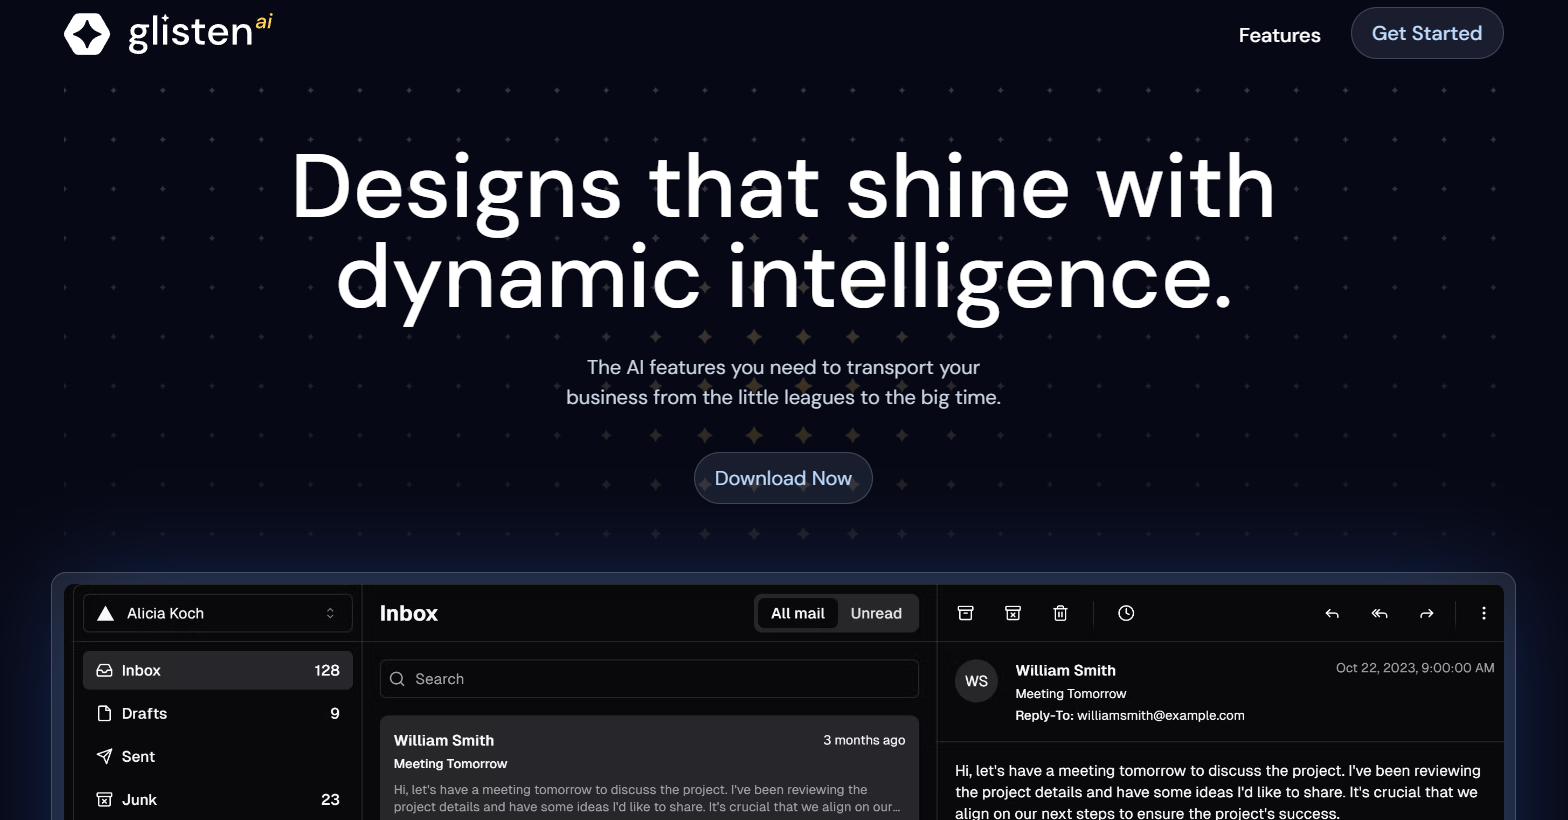 glisten ai
Features
Get Started
Designs that shine with
dynamic intelligence.
The AI features you need to transport your
business from the little leagues to the big time.
Download Now
Alicia Koch
Inbox 128
Drafts 9
Sent
Junk 23
Inbox
All mail
Unread
Search
William Smith 3 months ago
Meeting Tomorrow
Hi, let's have a meeting tomorrow to discuss the project. I've been reviewing the
project details and have some ideas I'd like to share. It's crucial that we align on our...
WS
William Smith Oct 22, 2023, 9:00:00 AM
Meeting Tomorrow
Reply-To: williamsmith@example.com
Hi, let's have a meeting tomorrow to discuss the project. I've been reviewing
the project details and have some ideas I'd like to share. It's crucial that we
align on our next steps to ensure the project's success.